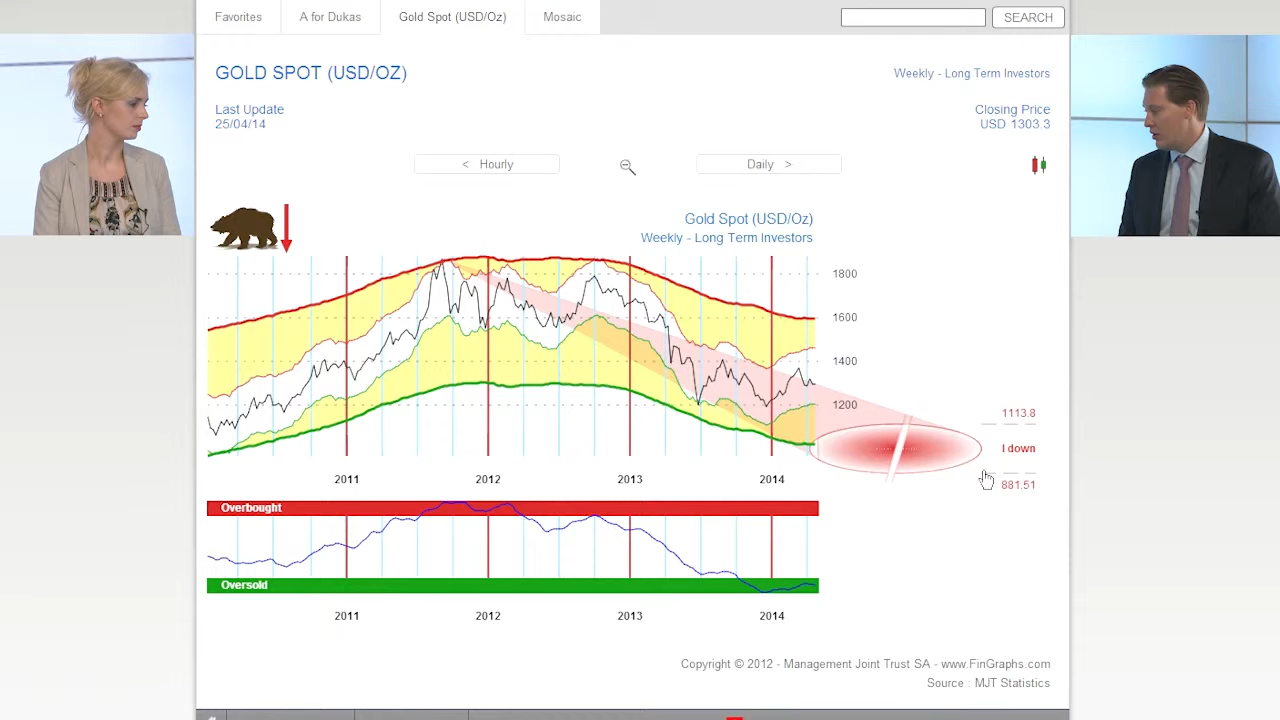 Favorites
A for Dukas
Gold Spot (USD/Oz)
Mosaic
SEARCH
GOLD SPOT (USD/OZ)
Weekly - Long Term Investors
Last Update
25/04/14
Closing Price
USD 1303.3
< Hourly
Daily >
Gold Spot (USD/Oz)
Weekly - Long Term Investors
1800
1600
1400
1200
1113.8
I down
881.51
2011
2012
2013
2014
Overbought
Oversold
2011
2012
2013
2014
Copyright © 2012 - Management Joint Trust SA - www.FinGraphs.com
Source : MJT Statistics